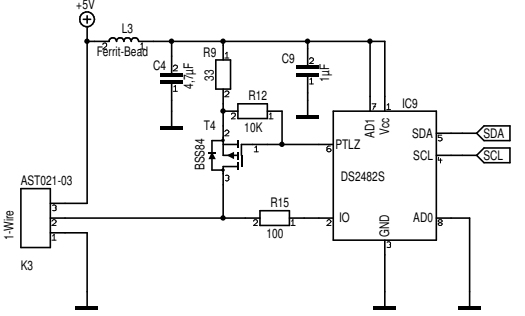 +5V
L3
2 1
Ferrit-Bead
C4
2
1
4,7µF
R9
1
33
2
C9
2
1
1µF
R12
2 1
10K
T4
BSS84
2
1
3
IC9
7
1
AD1
Vcc
PTLZ
6
SDA
5
SDA
SCL
4
SCL
DS2482S
AST021-03
1-Wire
3
2
1
K3
R15
2 1
100
IO
2
AD0
8
GND
3